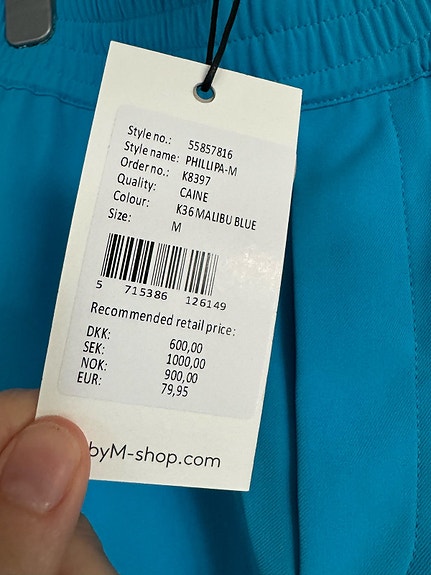 Style no.: 55857816
Style name: PHILLIPA-M
Order no.: K8397
Quality: CAINE
Colour: K36 MALIBU BLUE
Size: M
5 715386 126149
Recommended retail price:
DKK: 600,00
SEK: 1000,00
NOK: 900,00
EUR: 79,95
byM-shop.com